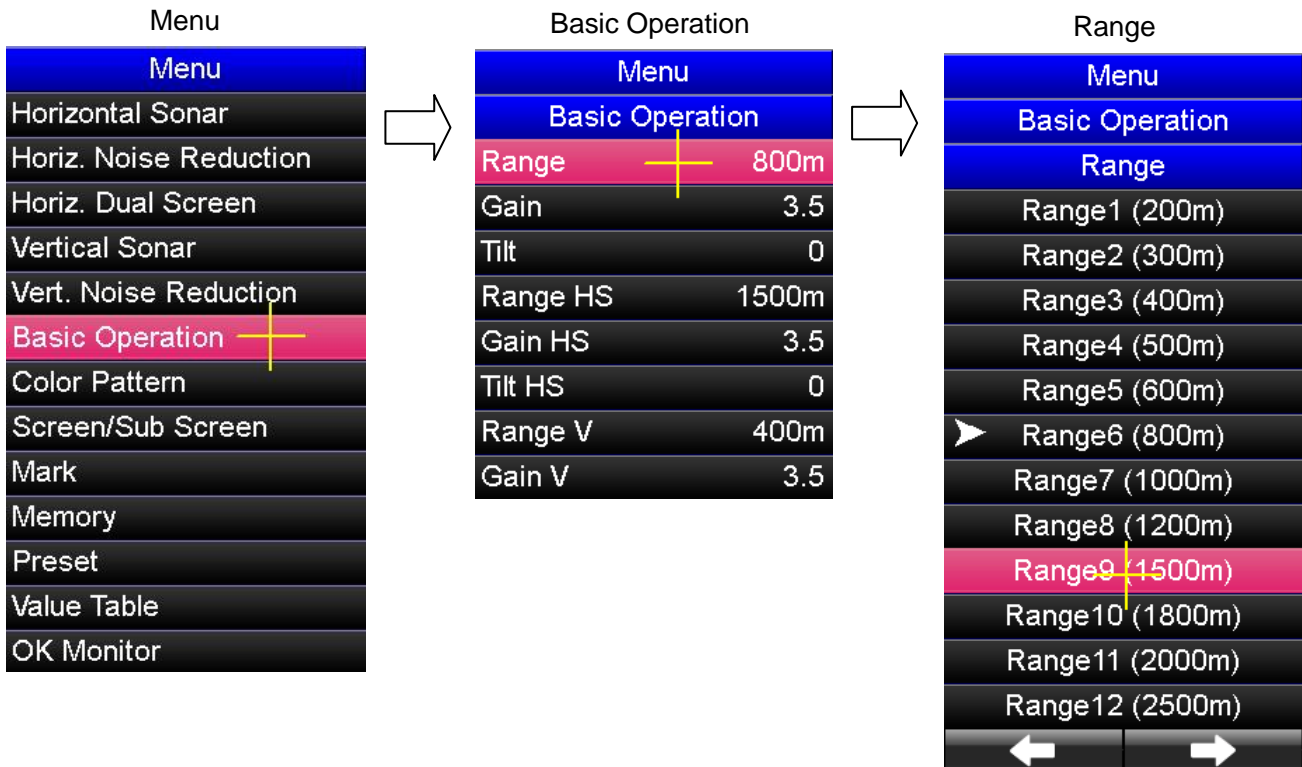 Menu
Menu
Horizontal Sonar
Horiz. Noise Reduction
Horiz. Dual Screen
Vertical Sonar
Vert. Noise Reduction
Basic Operation
Color Pattern
Screen/Sub Screen
Mark
Memory
Preset
Value Table
OK Monitor
Basic Operation
Menu
Basic Operation
Range 800m
Gain 3.5
Tilt 0
Range HS 1500m
Gain HS 3.5
Tilt HS 0
Range V 400m
Gain V 3.5
Range
Menu
Basic Operation
Range
Range1 (200m)
Range2 (300m)
Range3 (400m)
Range4 (500m)
Range5 (600m)
Range6 (800m)
Range7 (1000m)
Range8 (1200m)
Range9 (1500m)
Range10 (1800m)
Range11 (2000m)
Range12 (2500m)